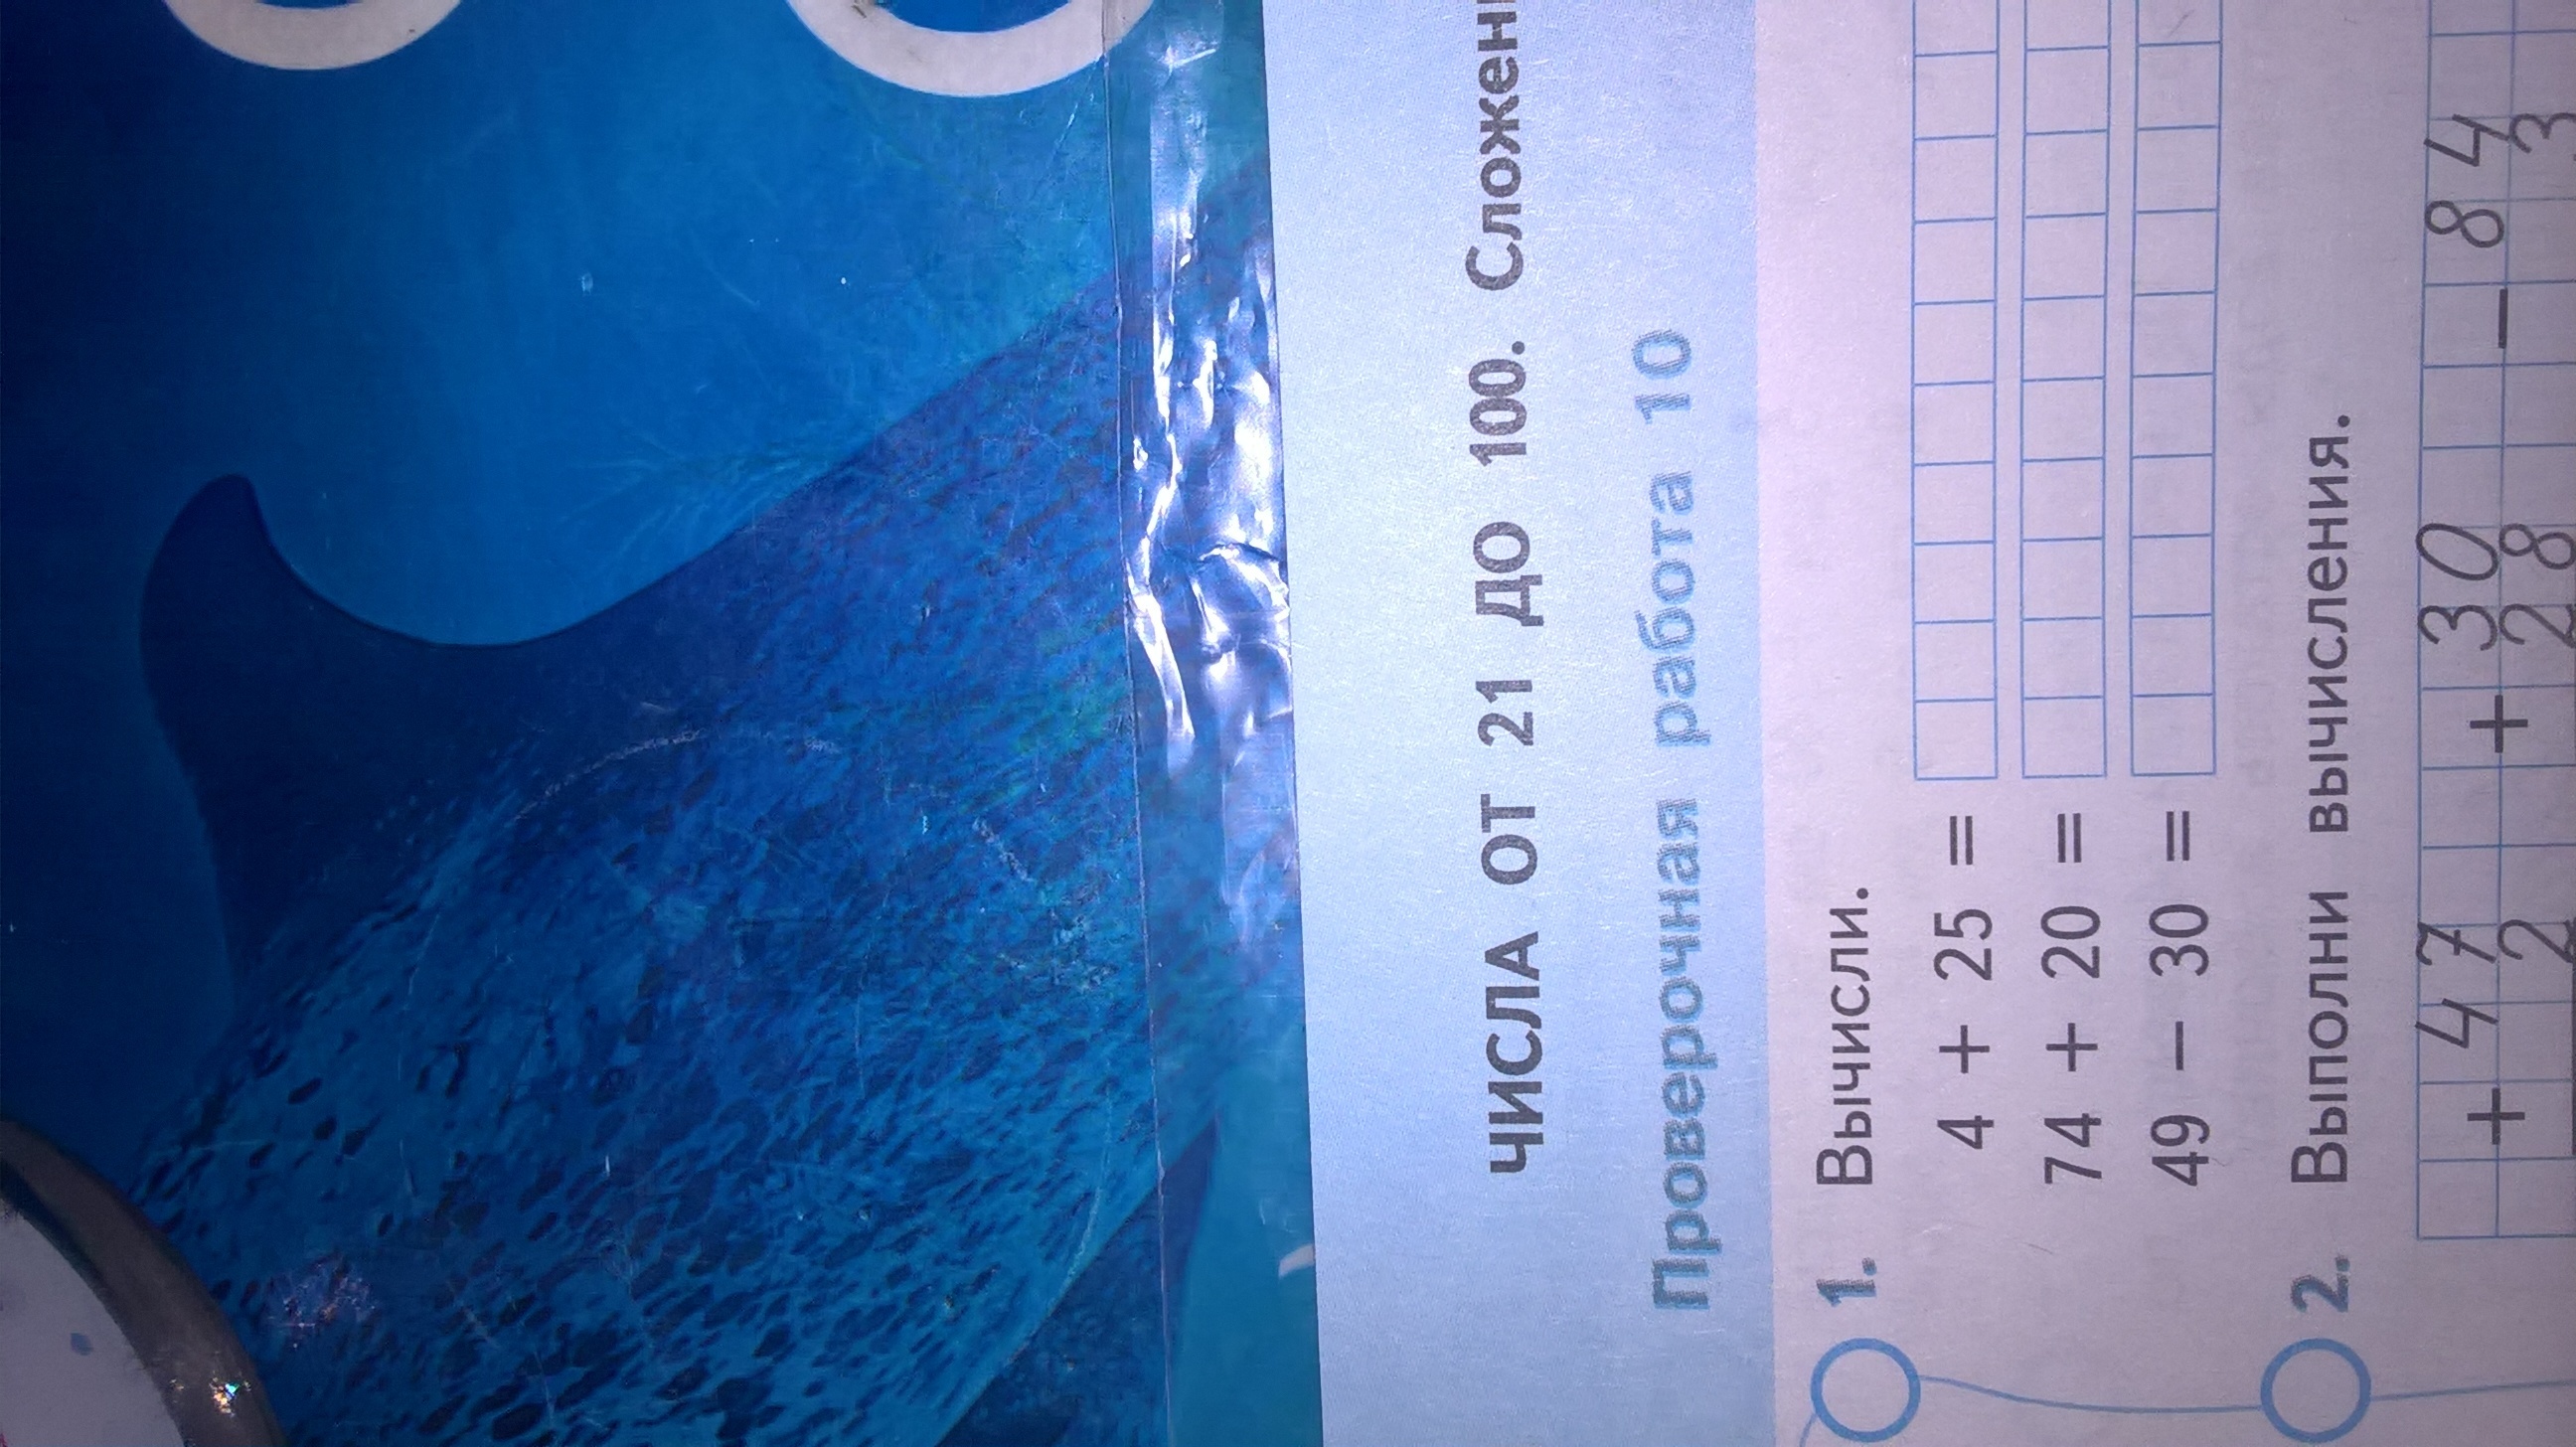 ЧИСЛА ОТ 21 ДО 100.
Проверочная работа 10
1. Вычисли.
4 + 25 =
74 + 20 =
49 − 30 =
2. Выполни вычисления.
+ 47 + 30 − 84
2 28 3